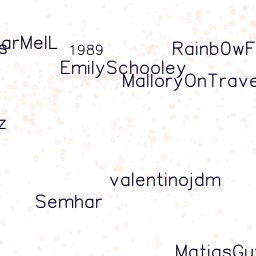 arMelL
1989
Rainb0wF
EmilySchooley
MalloryOnTrave
z
valentinojdm
Semhar
MatiasGu